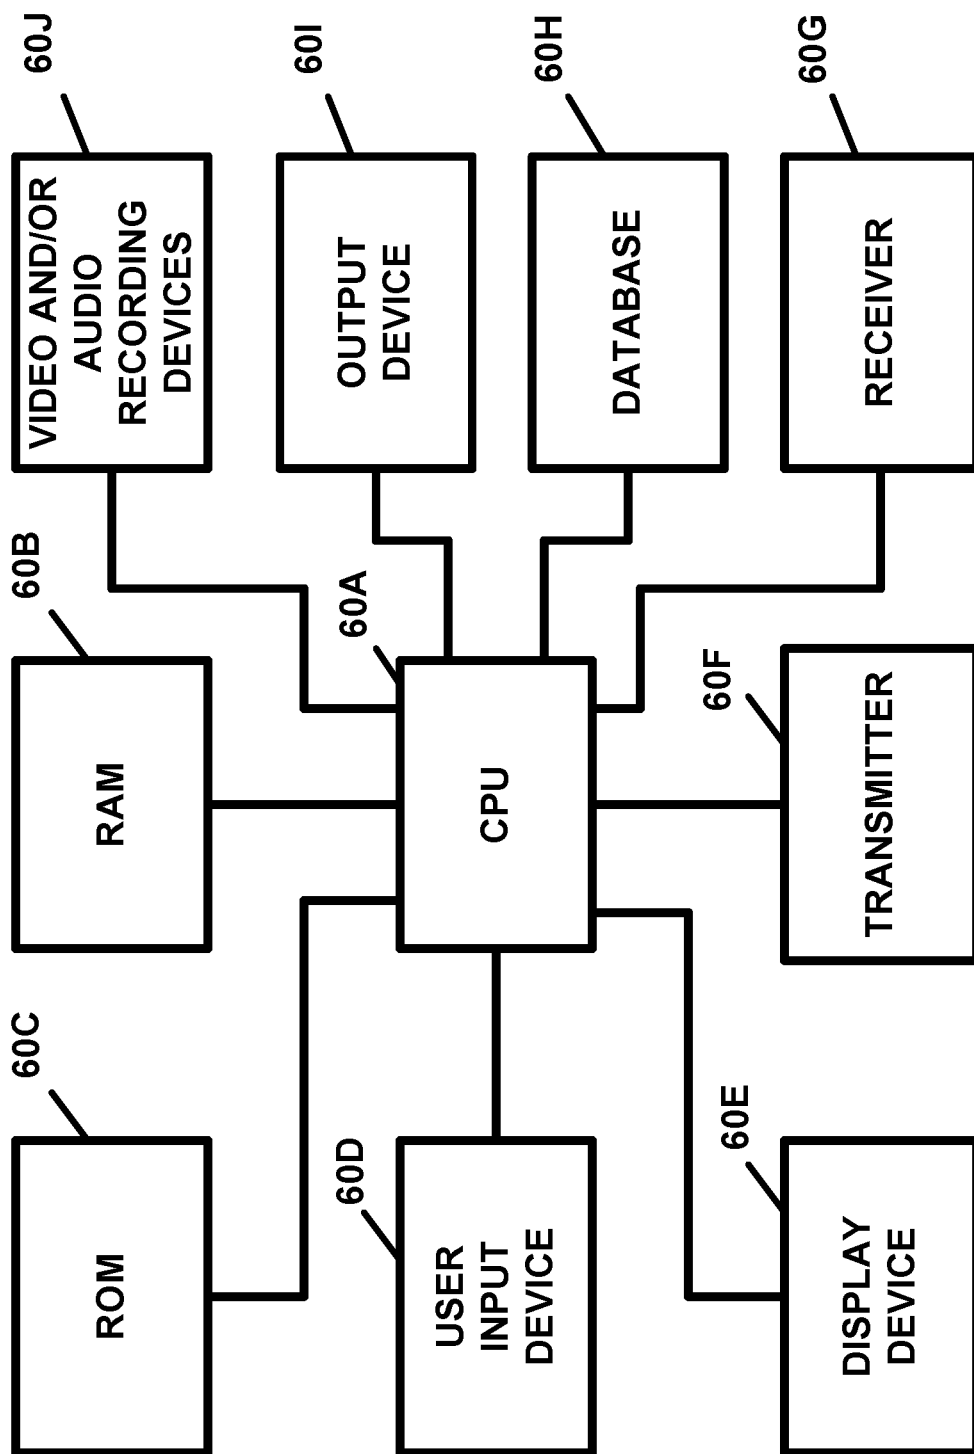 60C
ROM
60B
RAM
60J
VIDEO AND/OR
AUDIO
RECORDING
DEVICES
60D
USER
INPUT
DEVICE
60A
CPU
60I
OUTPUT
DEVICE
60H
DATABASE
60E
DISPLAY
DEVICE
60F
TRANSMITTER
60G
RECEIVER